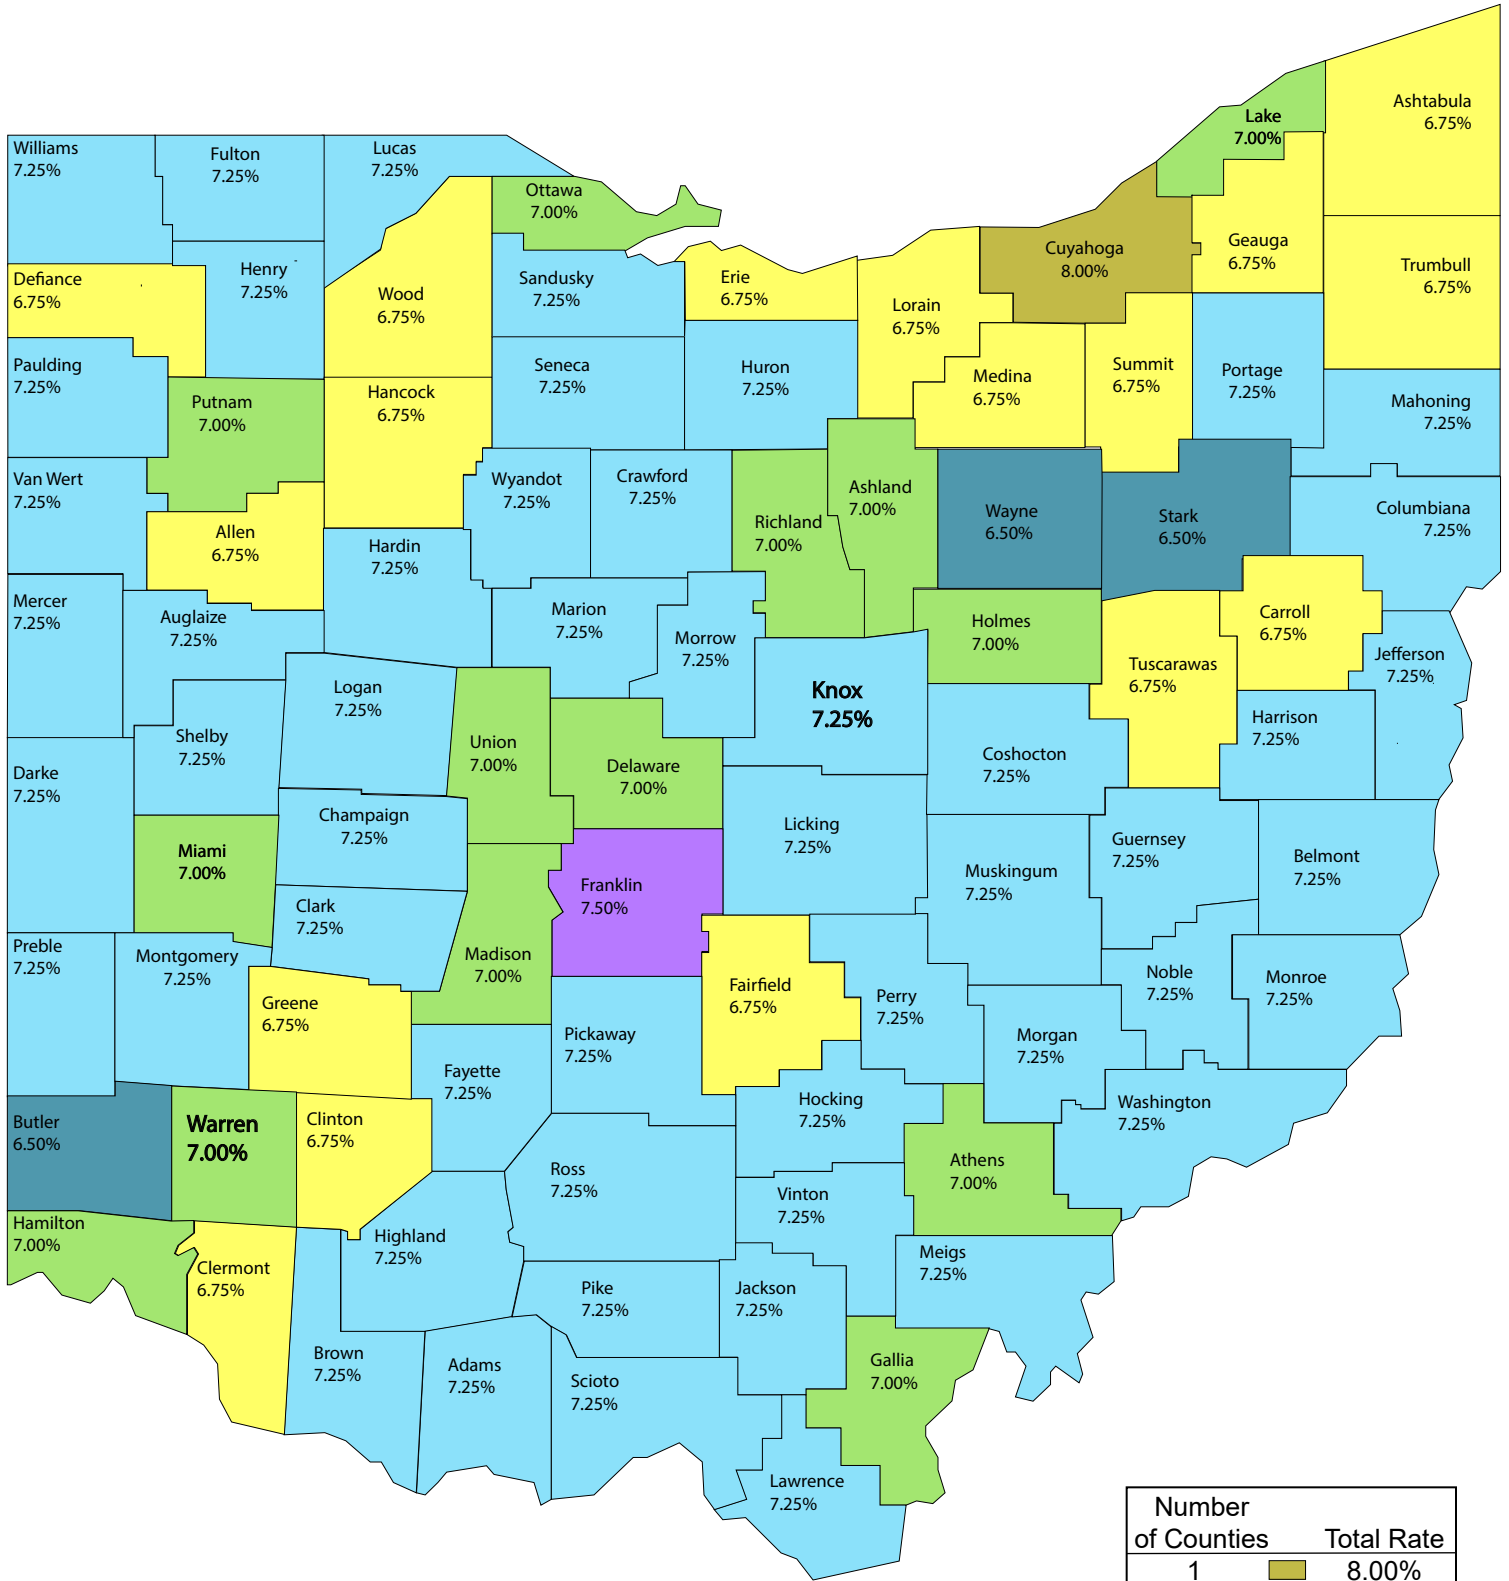 Ashtabula
6.75%
Lake
7.00%
Williams
7.25%
Fulton
7.25%
Lucas
7.25%
Ottawa
7.00%
Cuyahoga
8.00%
Geauga
6.75%
Trumbull
6.75%
Defiance
6.75%
Henry
7.25%
Wood
6.75%
Sandusky
7.25%
Erie
6.75%
Lorain
6.75%
Paulding
7.25%
Putnam
7.00%
Hancock
6.75%
Seneca
7.25%
Huron
7.25%
Medina
6.75%
Summit
6.75%
Portage
7.25%
Mahoning
7.25%
Van Wert
7.25%
Allen
6.75%
Hardin
7.25%
Wyandot
7.25%
Crawford
7.25%
Richland
7.00%
Ashland
7.00%
Wayne
6.50%
Stark
6.50%
Columbiana
7.25%
Mercer
7.25%
Auglaize
7.25%
Marion
7.25%
Morrow
7.25%
Holmes
7.00%
Tuscarawas
6.75%
Carroll
6.75%
Jefferson
7.25%
Logan
7.25%
Knox
7.25%
Harrison
7.25%
Shelby
7.25%
Union
7.00%
Delaware
7.00%
Coshocton
7.25%
Darke
7.25%
Champaign
7.25%
Licking
7.25%
Guernsey
7.25%
Belmont
7.25%
Miami
7.00%
Franklin
7.50%
Muskingum
7.25%
Clark
7.25%
Preble
7.25%
Montgomery
7.25%
Madison
7.00%
Greene
6.75%
Fairfield
6.75%
Perry
7.25%
Noble
7.25%
Monroe
7.25%
Pickaway
7.25%
Morgan
7.25%
Fayette
7.25%
Hocking
7.25%
Washington
7.25%
Butler
6.50%
Warren
7.00%
Clinton
6.75%
Ross
7.25%
Athens
7.00%
Vinton
7.25%
Hamilton
7.00%
Highland
7.25%
Meigs
7.25%
Clermont
6.75%
Pike
7.25%
Jackson
7.25%
Brown
7.25%
Adams
7.25%
Scioto
7.25%
Gallia
7.00%
Lawrence
7.25%
Number
of Counties Total Rate
1 8.00%